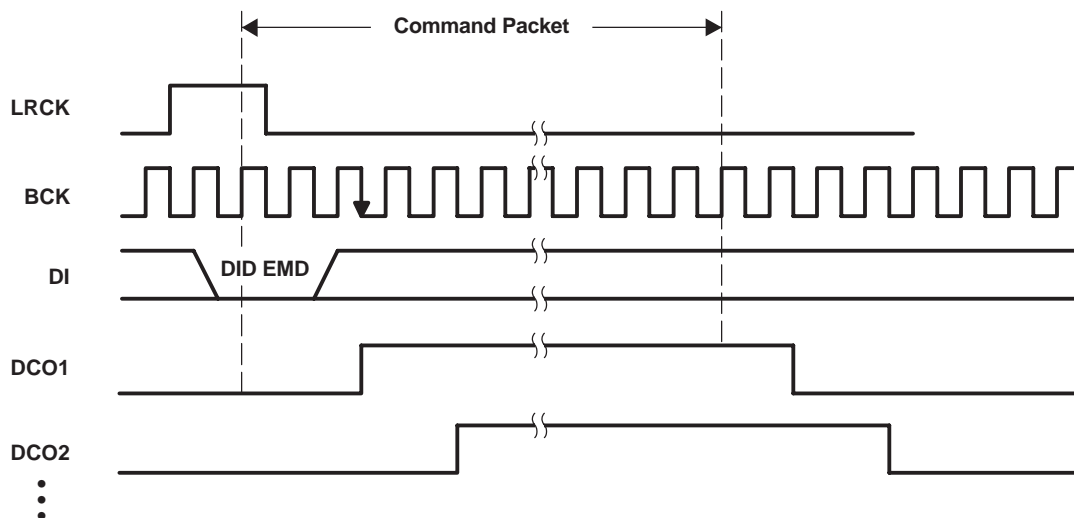 Command Packet
LRCK
BCK
DI
DID EMD
DCO1
DCO2